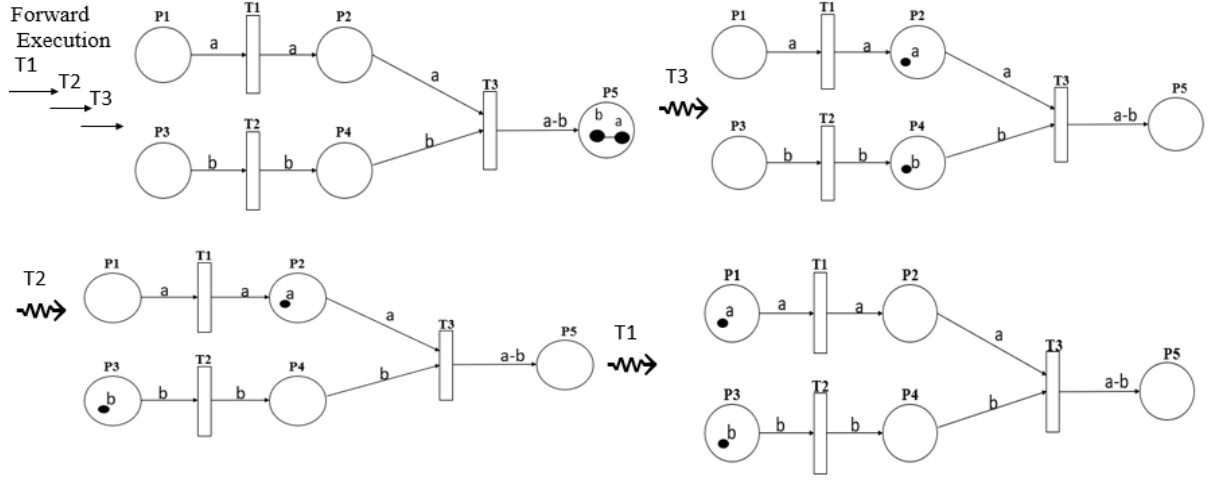 Forward
Execution
T1
T2
T3
P1 T1 P2
a a
a
T3
P5
b a
a-b
P3 T2 P4
b b
b
T3
P1 T1 P2
a a a
a
T3
P5
a-b
P3 T2 P4
b b b
b
T2
P1 T1 P2
a a a
a
T3
P5
a-b
P3 T2 P4
b b b
b
T1
P1 T1 P2
a a a
a
T3
P5
a-b
P3 T2 P4
b b b
b